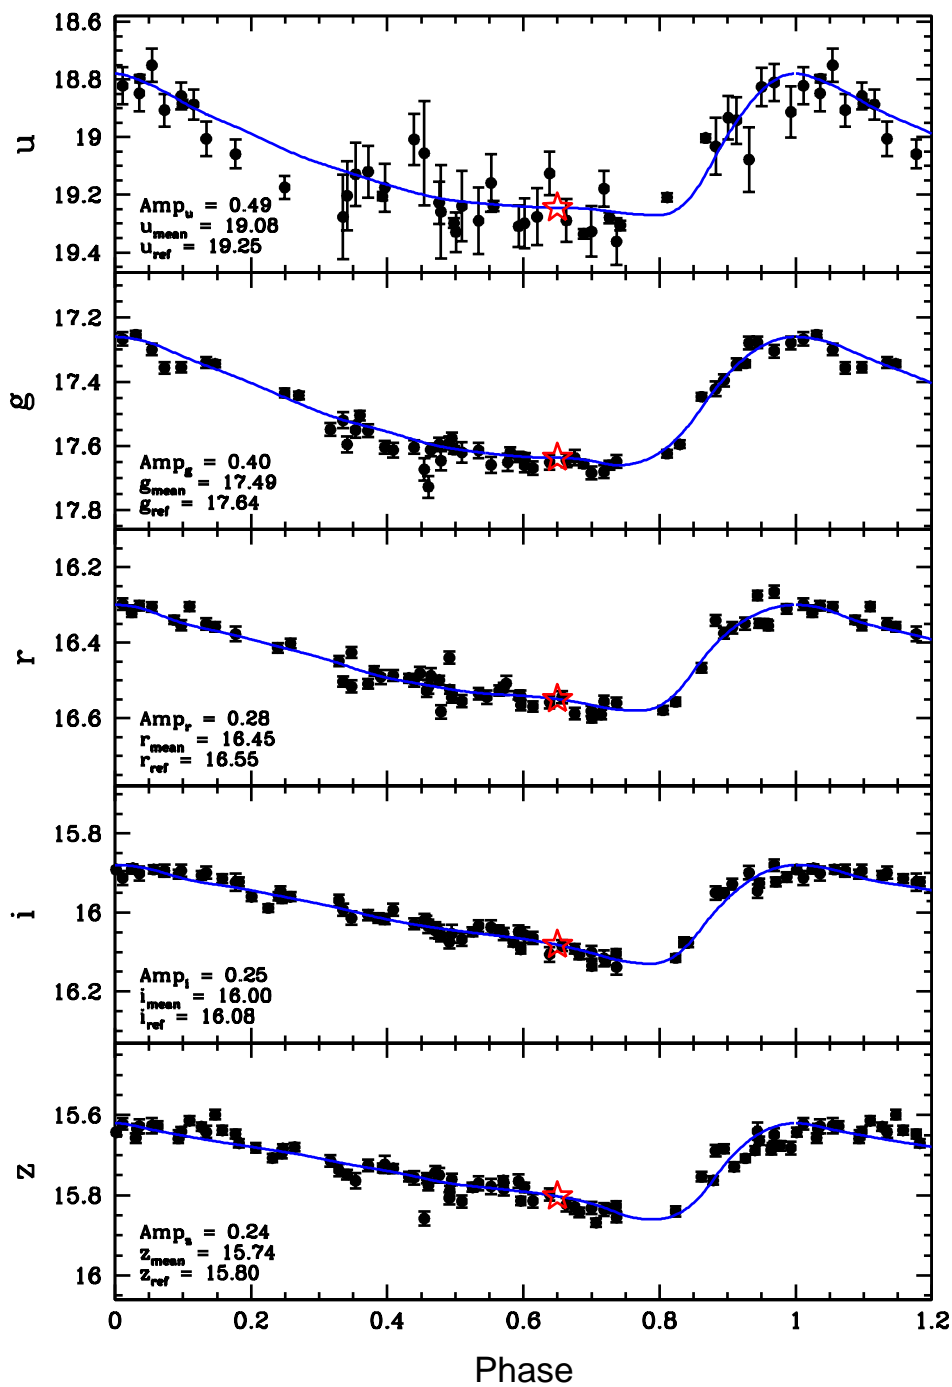 18.6
18.8
19
19.2
19.4
u
Amp_u = 0.49
u_mean = 19.08
u_ref = 19.25
17.2
17.4
17.6
17.8
g
Amp_g = 0.40
g_mean = 17.49
g_ref = 17.64
16.2
16.4
16.6
r
Amp_r = 0.28
r_mean = 16.45
r_ref = 16.55
15.8
16
16.2
i
Amp_i = 0.25
i_mean = 16.00
i_ref = 16.08
15.6
15.8
16
z
Amp_z = 0.24
z_mean = 15.74
z_ref = 15.80
0 0.2 0.4 0.6 0.8 1 1.2
Phase